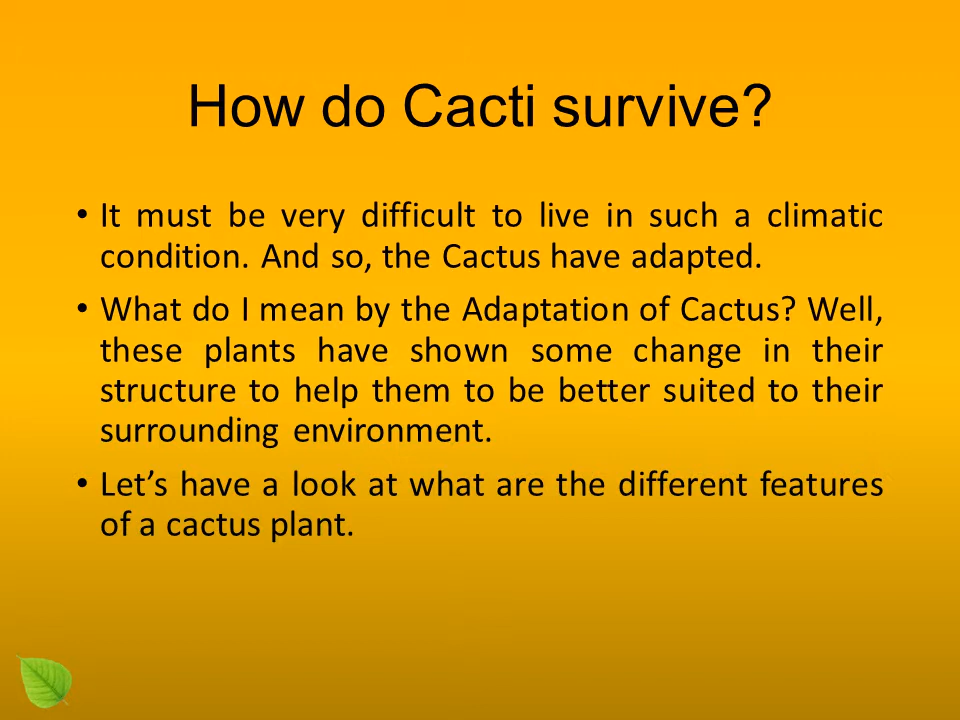 How do Cacti survive?
• It must be very difficult to live in such a climatic
condition. And so, the Cactus have adapted.
• What do I mean by the Adaptation of Cactus? Well,
these plants have shown some change in their
structure to help them to be better suited to their
surrounding environment.
• Let’s have a look at what are the different features
of a cactus plant.